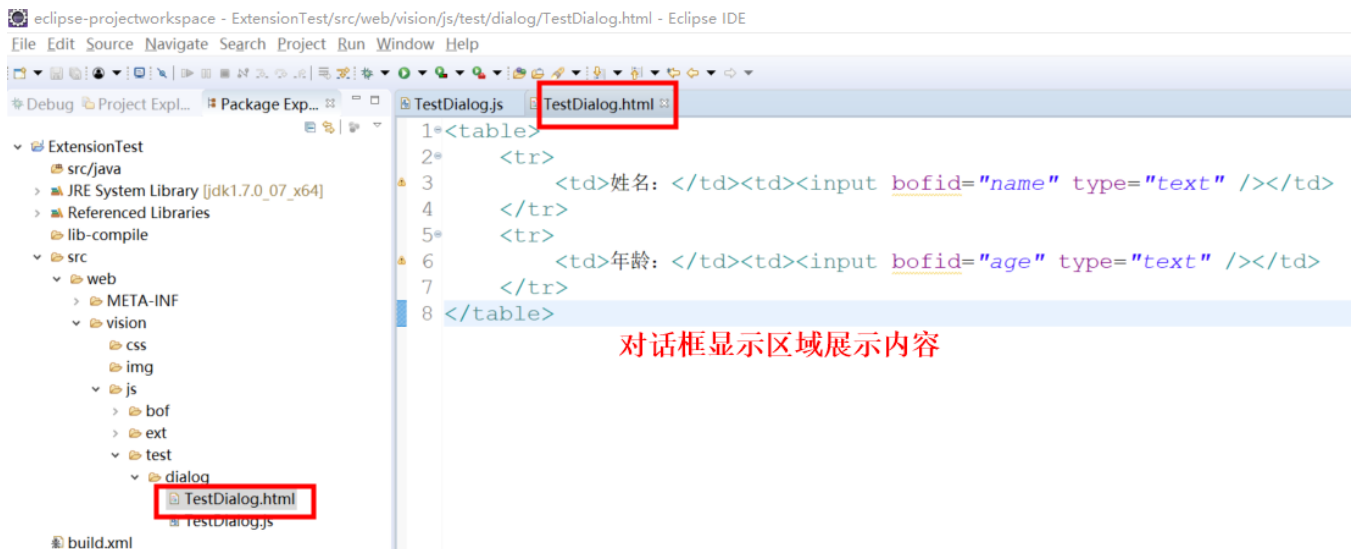 eclipse-projectworkspace - ExtensionTest/src/web/vision/js/test/dialog/TestDialog.html - Eclipse IDE
File Edit Source Navigate Search Project Run Window Help
Debug Project Expl... Package Exp... TestDialog.js TestDialog.html
ExtensionTest
src/java
JRE System Library [jdk1.7.0_07_x64]
Referenced Libraries
lib-compile
src
web
META-INF
vision
css
img
js
bof
ext
test
dialog
TestDialog.html
TestDialog.js
build.xml
1 <table>
2 <tr>
3 <td>姓名：</td><td><input bofid="name" type="text" /></td>
4 </tr>
5 <tr>
6 <td>年龄：</td><td><input bofid="age" type="text" /></td>
7 </tr>
8 </table>
对话框显示区域展示内容